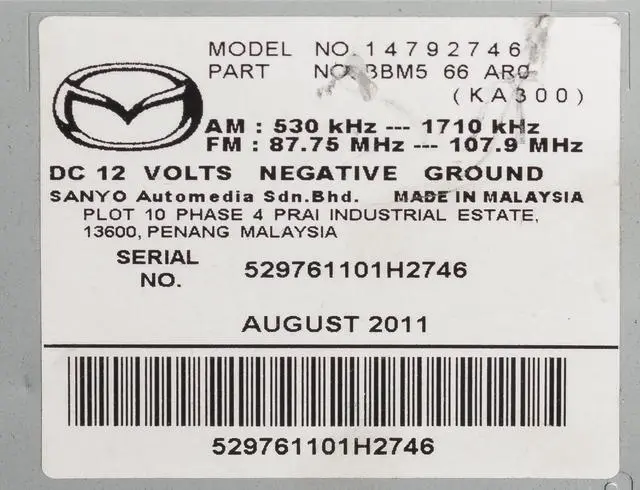 MODEL NO. 14792746
PART NO. BBM5 66 AR0
(KA300)
AM : 530 kHz --- 1710 kHz
FM : 87.75 MHz --- 107.9 MHz
DC 12 VOLTS NEGATIVE GROUND
SANYO Automedia Sdn.Bhd. MADE IN MALAYSIA
PLOT 10 PHASE 4 PRAI INDUSTRIAL ESTATE,
13600, PENANG MALAYSIA
SERIAL NO. 529761101H2746
AUGUST 2011
529761101H2746